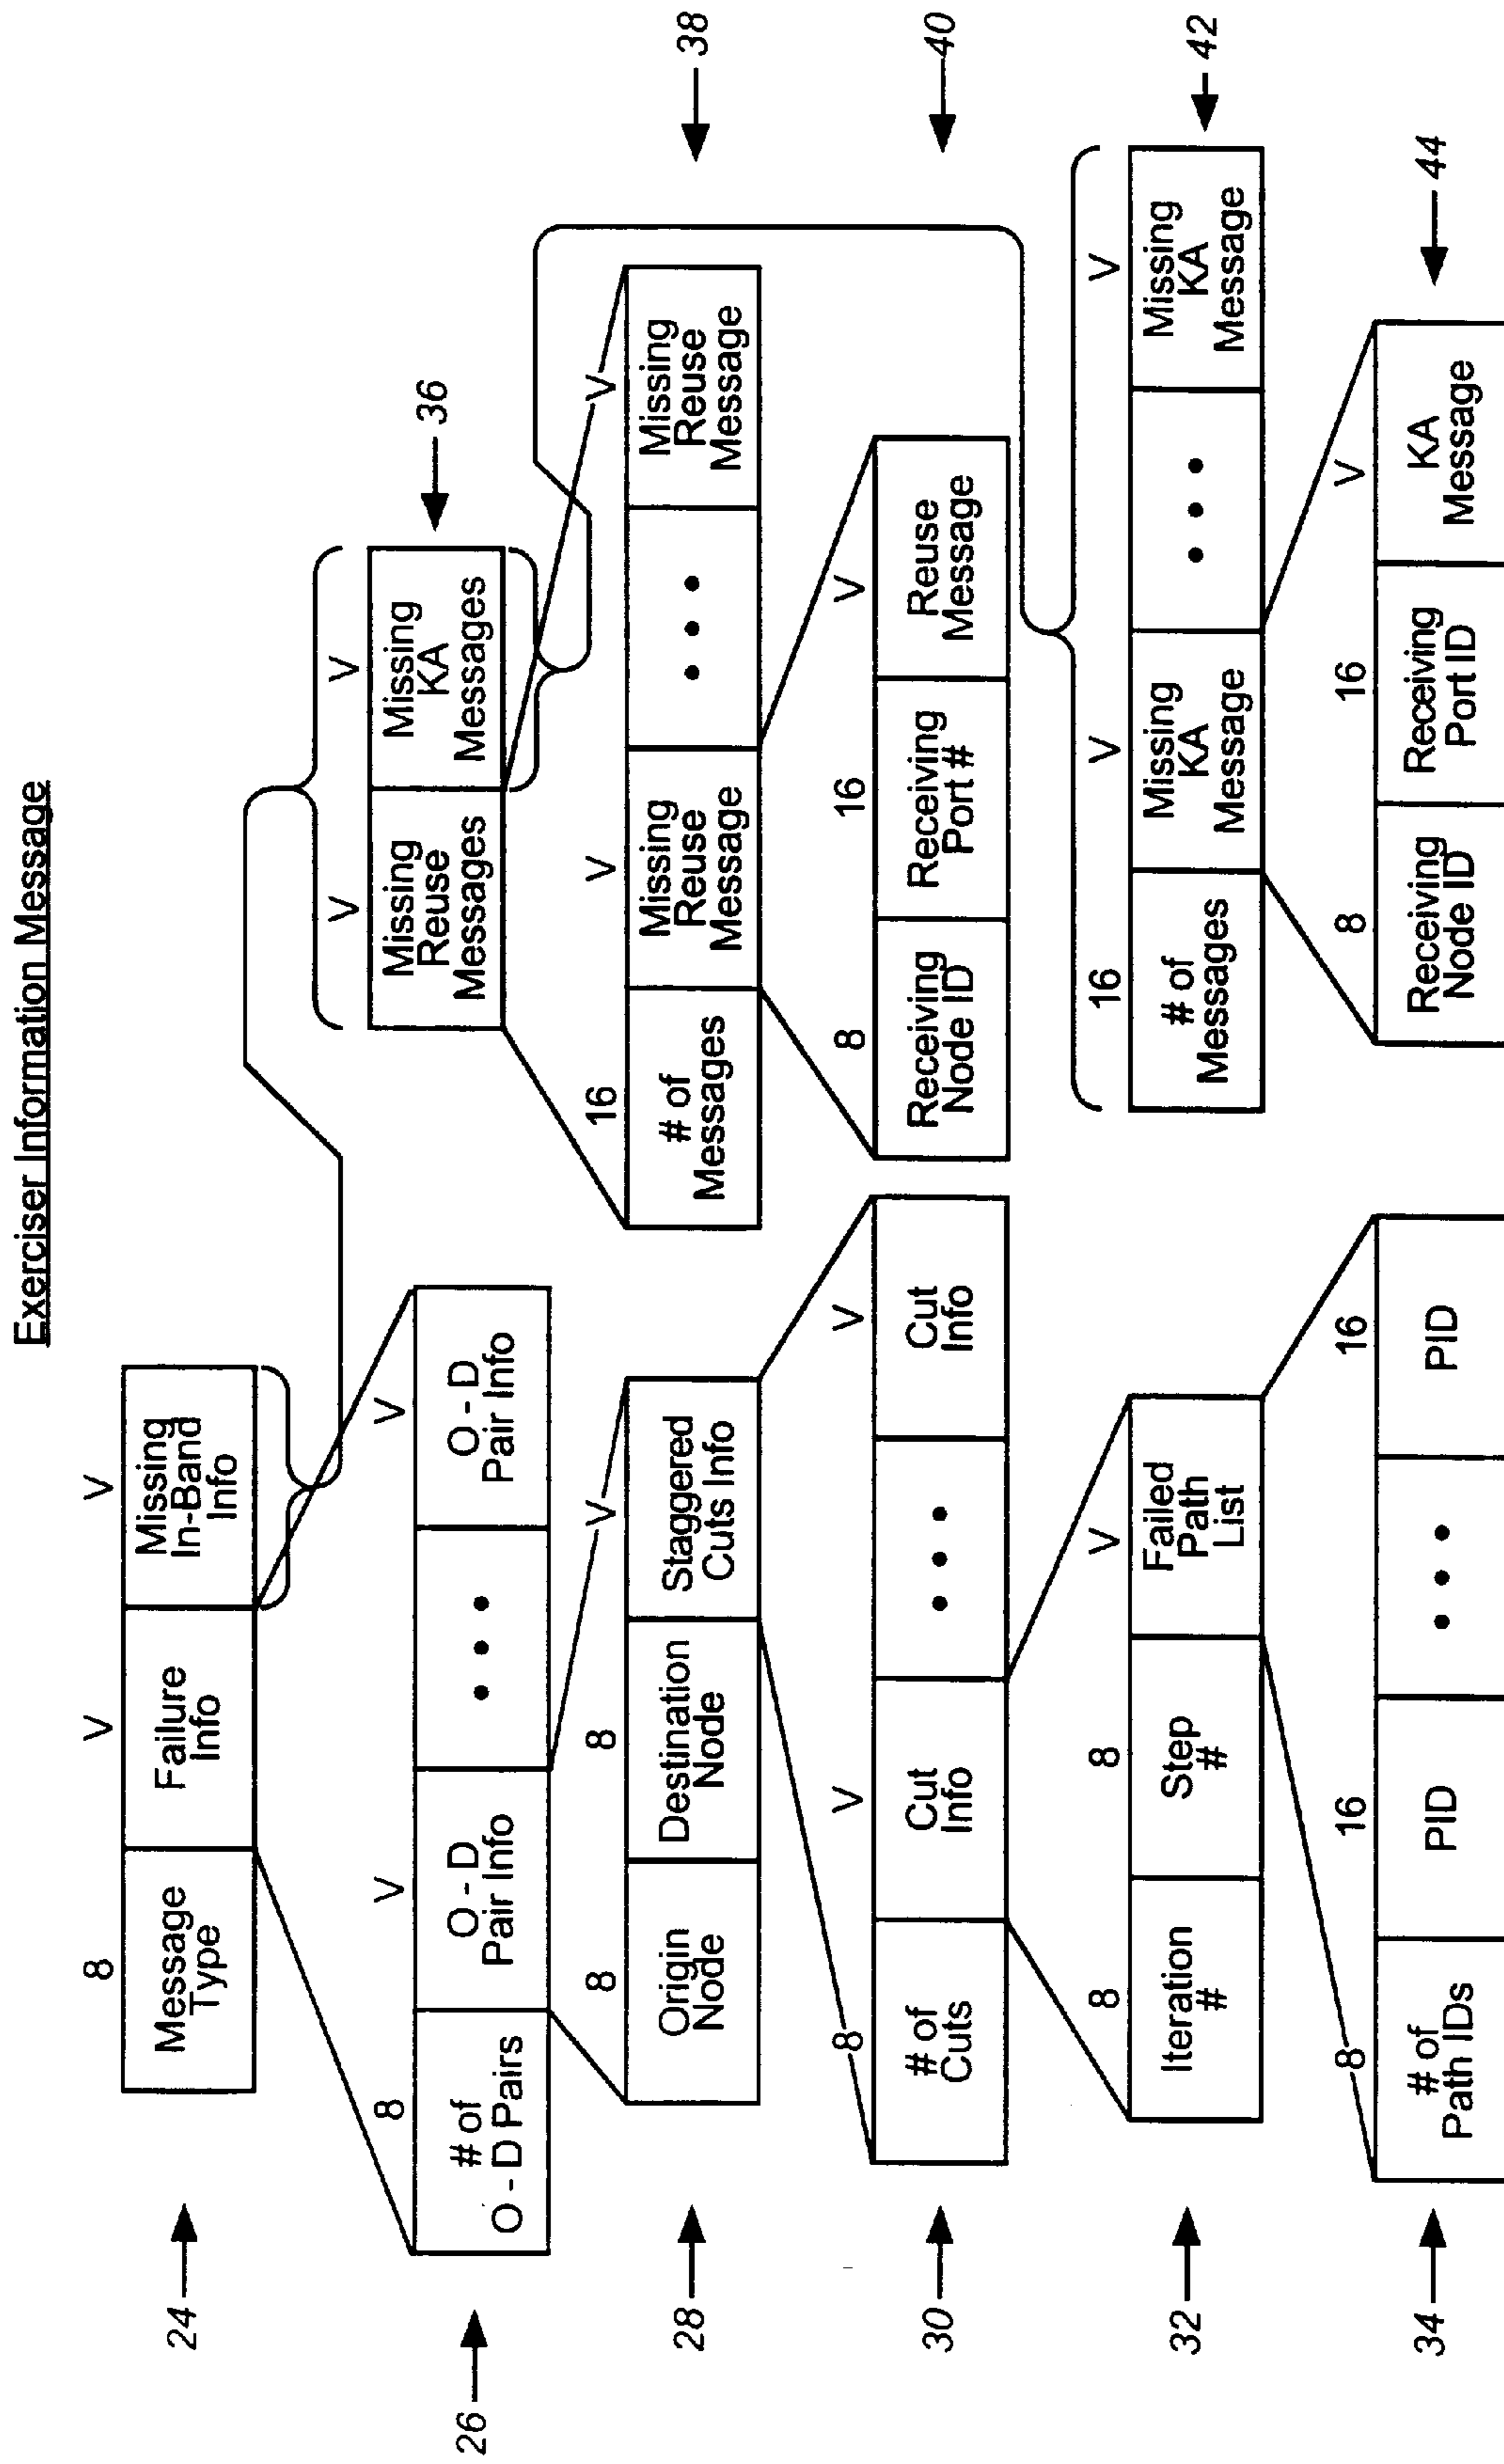 Exerciser Information Message
8
V
V
Message
Type
Failure
Info
Missing
In-Band
Info
24
8
V
V
# of
O - D Pairs
O - D
Pair Info
• • •
O - D
Pair Info
26
8
8
V
Origin
Node
Destination
Node
Staggered
Cuts Info
28
8
V
V
# of
Cuts
Cut
Info
• • •
Cut
Info
30
8
8
V
Iteration
#
Step
#
Failed
Path
List
32
8
16
16
# of
Path IDs
PID
• • •
PID
34
V
V
Missing
Reuse
Messages
Missing
KA
Messages
36
16
V
V
# of
Messages
Missing
Reuse
Message
• • •
Missing
Reuse
Message
38
8
16
V
Receiving
Node ID
Receiving
Port #
Reuse
Message
40
16
V
V
# of
Messages
Missing
KA
Message
• • •
Missing
KA
Message
42
8
16
V
Receiving
Node ID
Receiving
Port ID
KA
Message
44